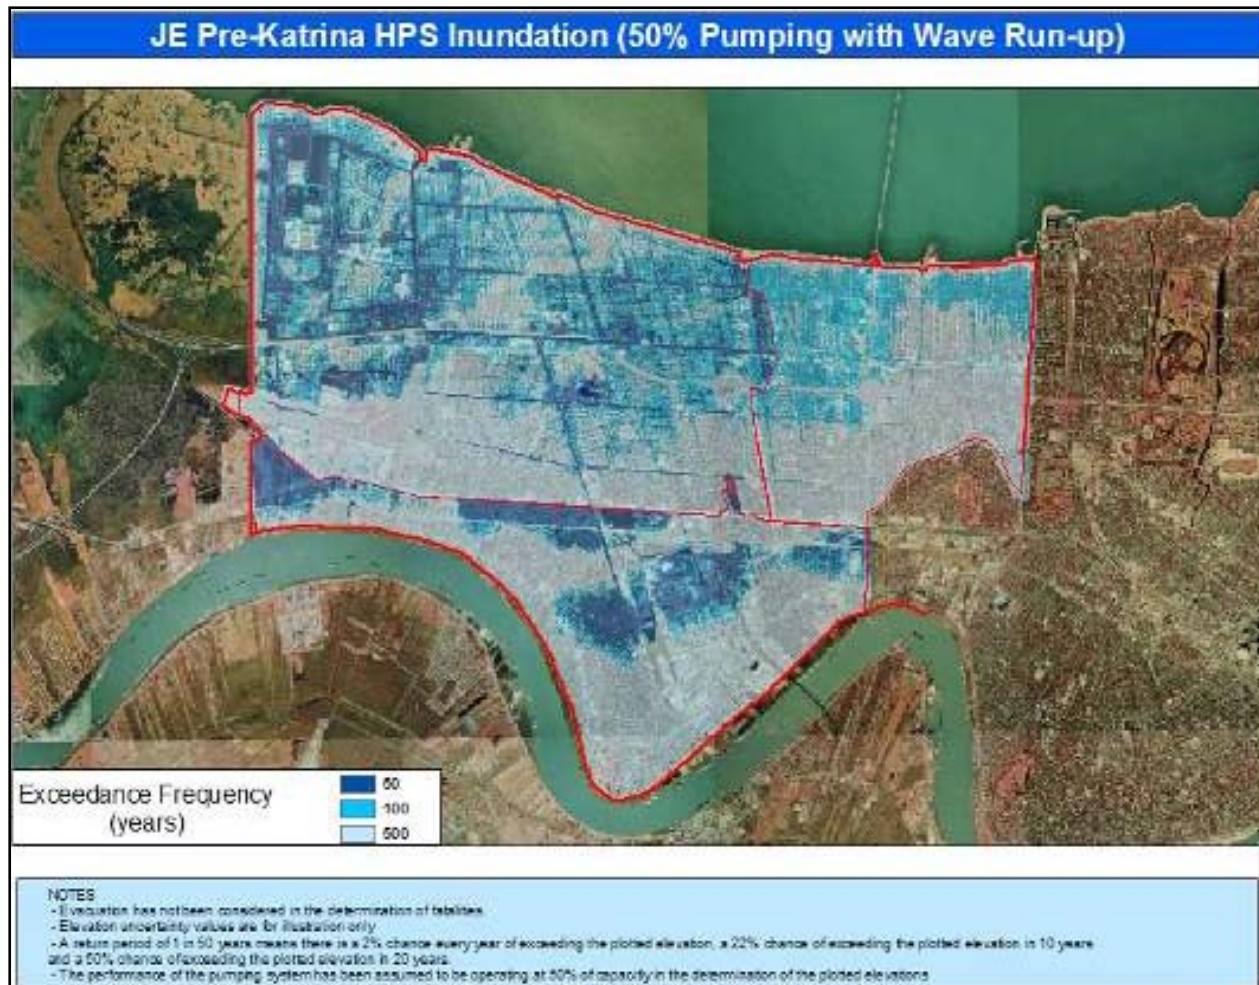 JE Pre-Katrina HPS Inundation (50% Pumping with Wave Run-up)
Exceedance Frequency
(years)
50
100
500
NOTES
- Evacuation has not been considered in the determination of fatalities
- Elevation uncertainty values are for illustration only
- A return period of 1 in 50 years means there is a 2% chance every year of exceeding the plotted elevation, a 22% chance of exceeding the plotted elevation in 10 years
and a 50% chance of exceeding the plotted elevation in 20 years.
- The performance of the pumping system has been assumed to be operating at 50% of capacity in the determination of the plotted elevations